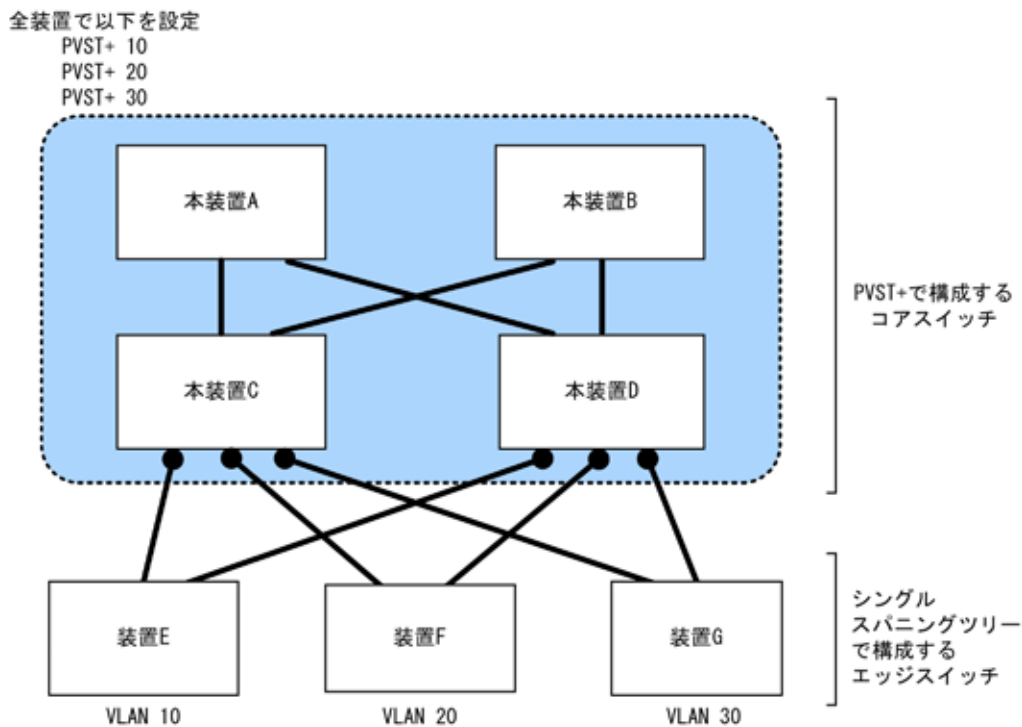 全装置で以下を設定
PVST+ 10
PVST+ 20
PVST+ 30
本装置A
本装置B
本装置C
本装置D
PVST+で構成する
コアスイッチ
装置E
装置F
装置G
シングル
スパニングツリー
で構成する
エッジスイッチ
VLAN 10
VLAN 20
VLAN 30